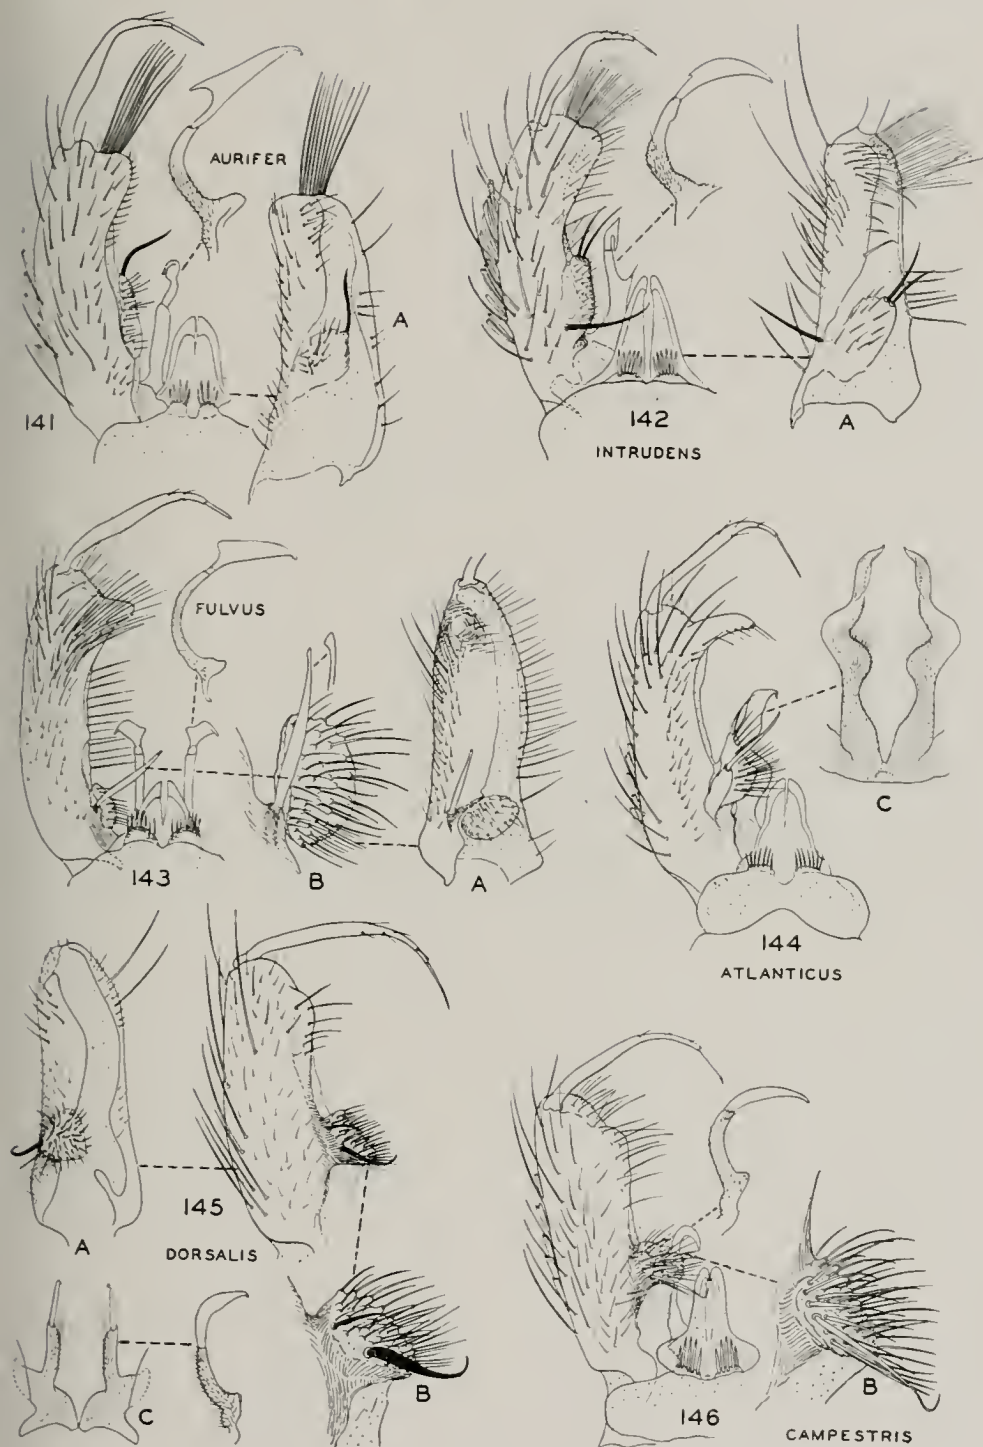 AURIFER
A
141
142
INTRUDENS
A
FULVUS
143
B
A
C
144
ATLANTICUS
A
145
DORSALIS
C
B
146
B
CAMPESTRIS